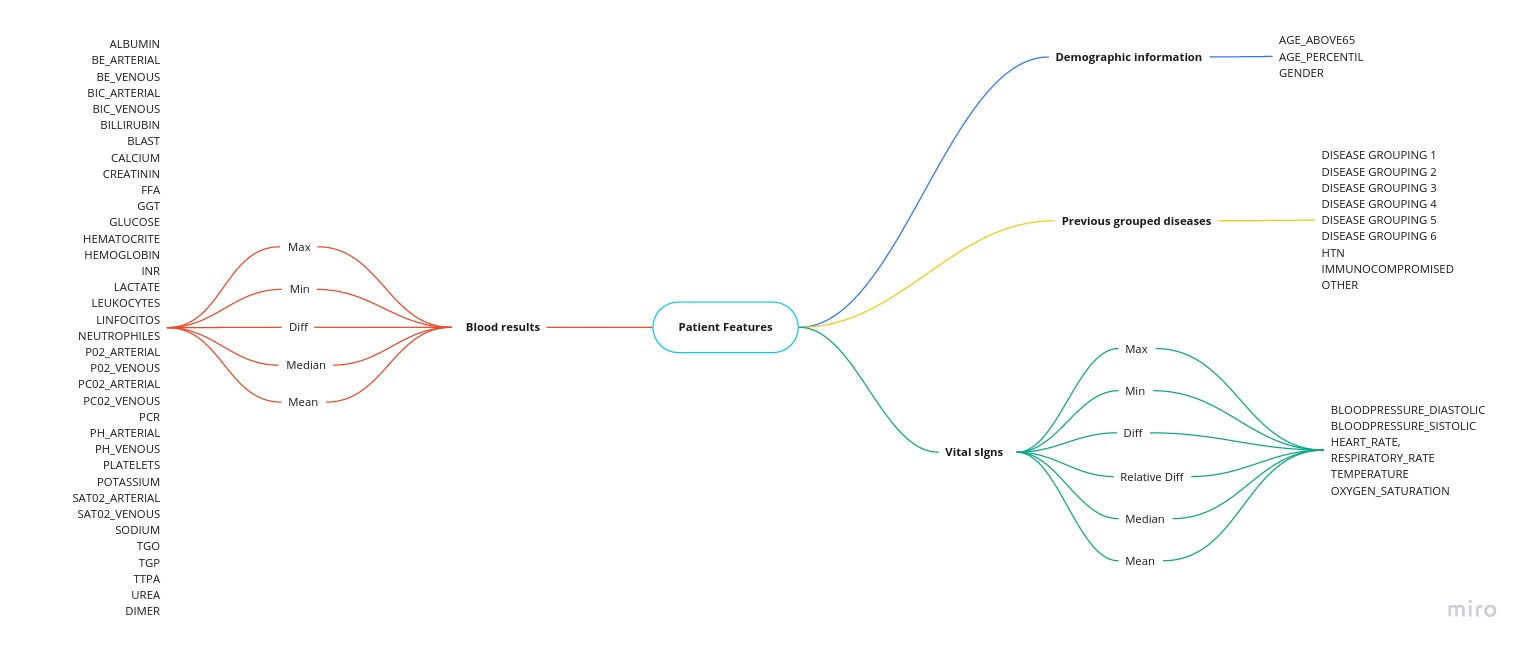 ALBUMIN
BE_ARTERIAL
BE_VENOUS
BIC_ARTERIAL
BIC_VENOUS
BILLIRUBIN
BLAST
CALCIUM
CREATININ
FFA
GGT
GLUCOSE
HEMATOCRITE
HEMOGLOBIN
INR
LACTATE
LEUKOCYTES
LINFOCITOS
NEUTROPHILES
P02_ARTERIAL
P02_VENOUS
PC02_ARTERIAL
PC02_VENOUS
PCR
PH_ARTERIAL
PH_VENOUS
PLATELETS
POTASSIUM
SAT02_ARTERIAL
SAT02_VENOUS
SODIUM
TGO
TGP
TTPA
UREA
DIMER
Max
Min
Diff
Median
Mean
Blood results
Patient Features
Demographic information
AGE_ABOVE65
AGE_PERCENTIL
GENDER
Previous grouped diseases
DISEASE GROUPING 1
DISEASE GROUPING 2
DISEASE GROUPING 3
DISEASE GROUPING 4
DISEASE GROUPING 5
DISEASE GROUPING 6
HTN
IMMUNOCOMPROMISED
OTHER
Vital sIgns
Max
Min
Diff
Relative Diff
Median
Mean
BLOODPRESSURE_DIASTOLIC
BLOODPRESSURE_SISTOLIC
HEART_RATE,
RESPIRATORY_RATE
TEMPERATURE
OXYGEN_SATURATION
miro